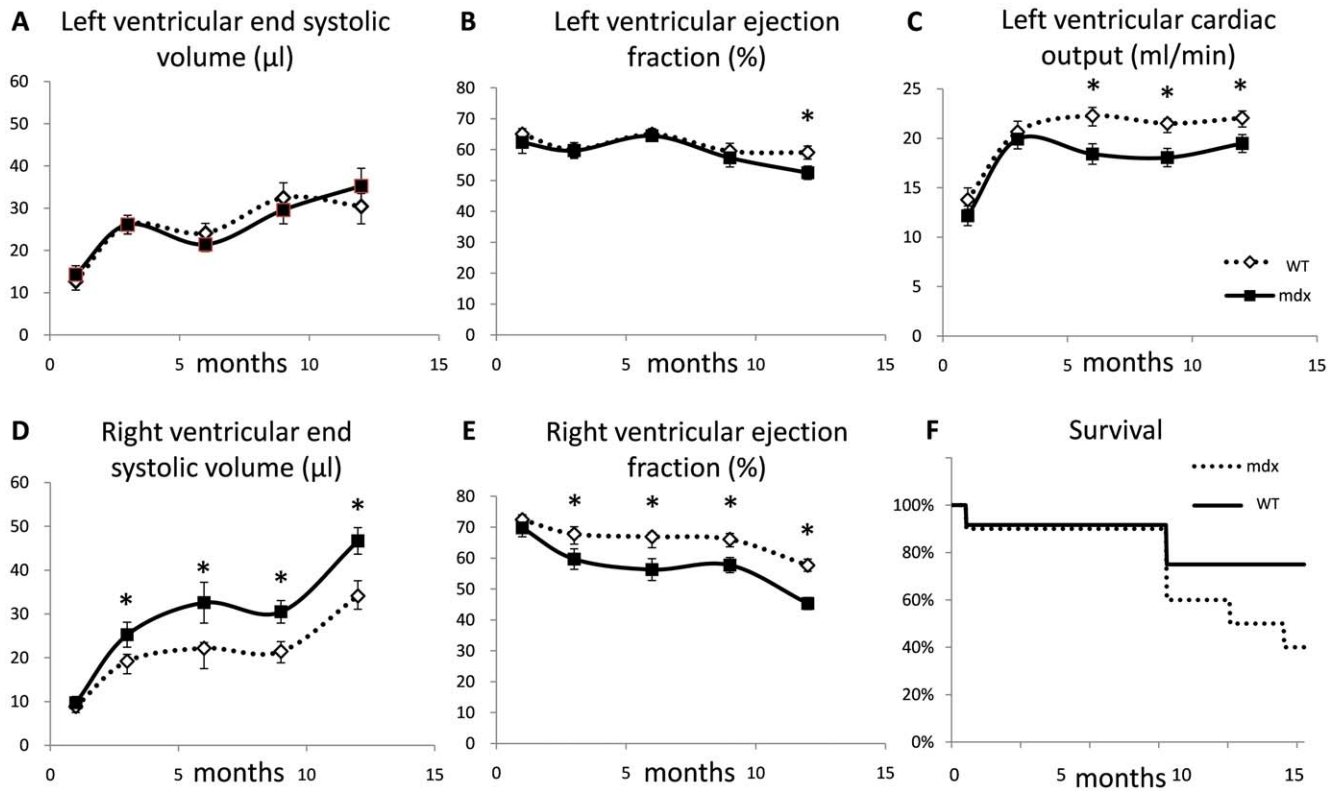 A Left ventricular end systolic
volume (µl)
60
50
40
30
20
10
0
0 5 months 10 15
B Left ventricular ejection
fraction (%)
*
80
70
60
50
40
30
20
10
0
0 5 months 10 15
C Left ventricular cardiac
output (ml/min)
* * *
25
20
15
10
5
0
WT
mdx
0 5 months 10 15
D Right ventricular end
systolic volume (µl)
* * * *
60
50
40
30
20
10
0
0 5 months 10 15
E Right ventricular ejection
fraction (%)
* * * *
80
70
60
50
40
30
20
10
0
0 5 months 10 15
F Survival
mdx
WT
100%
80%
60%
40%
20%
0%
0 5 months 10 15